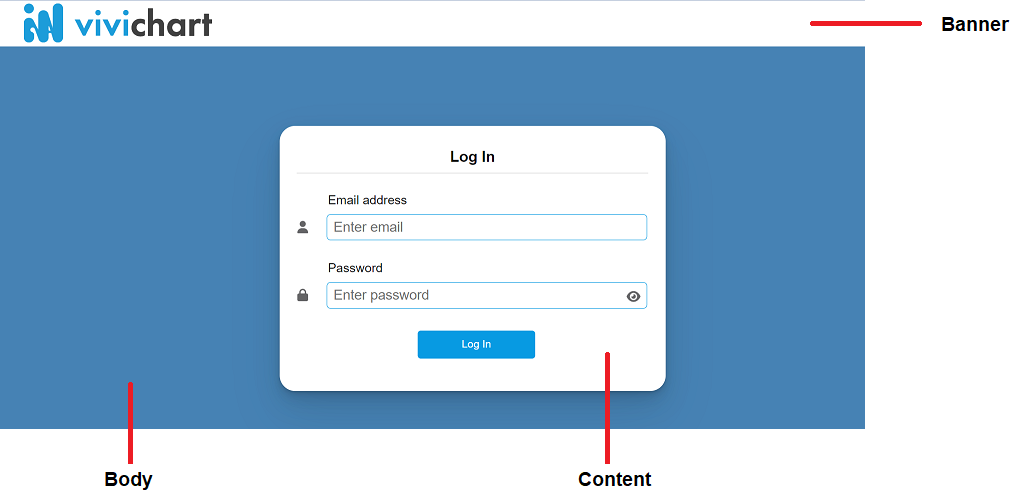 vivichart
Banner
Log In
Email address
Enter email
Password
Enter password
Log In
Body
Content